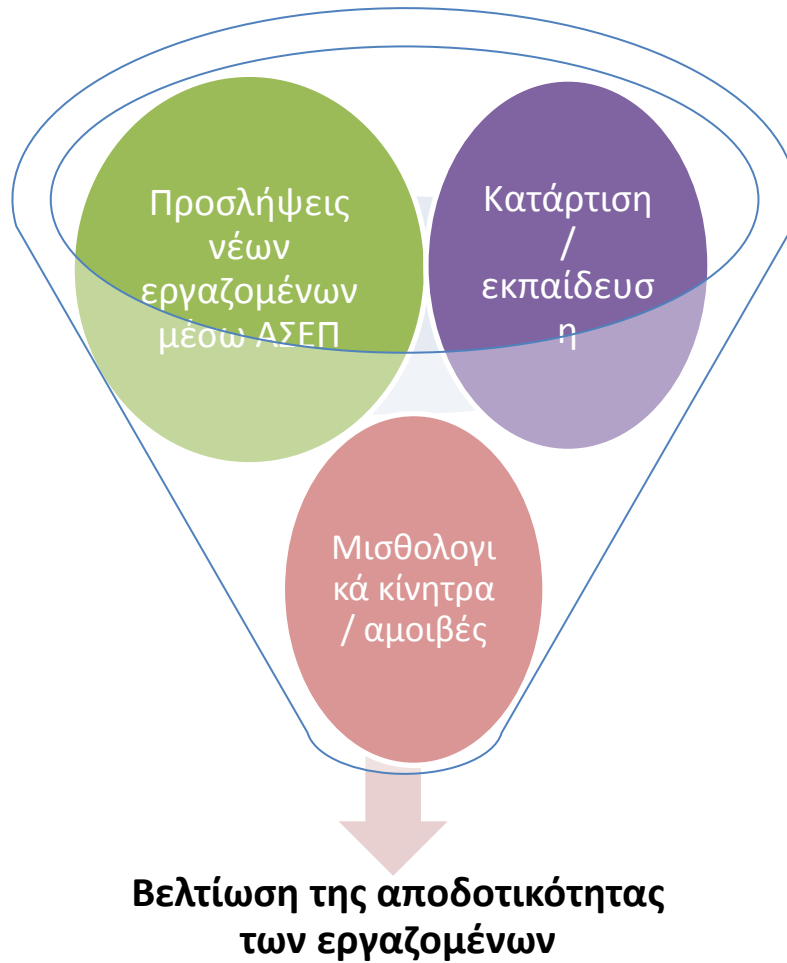 Προσλήψεις
νέων
εργαζομένων
μέσω ΑΣΕΠ
Κατάρτιση
/
εκπαίδευσ
η
Μισθολογι
κά κίνητρα
/ αμοιβές
Βελτίωση της αποδοτικότητας
των εργαζομένων